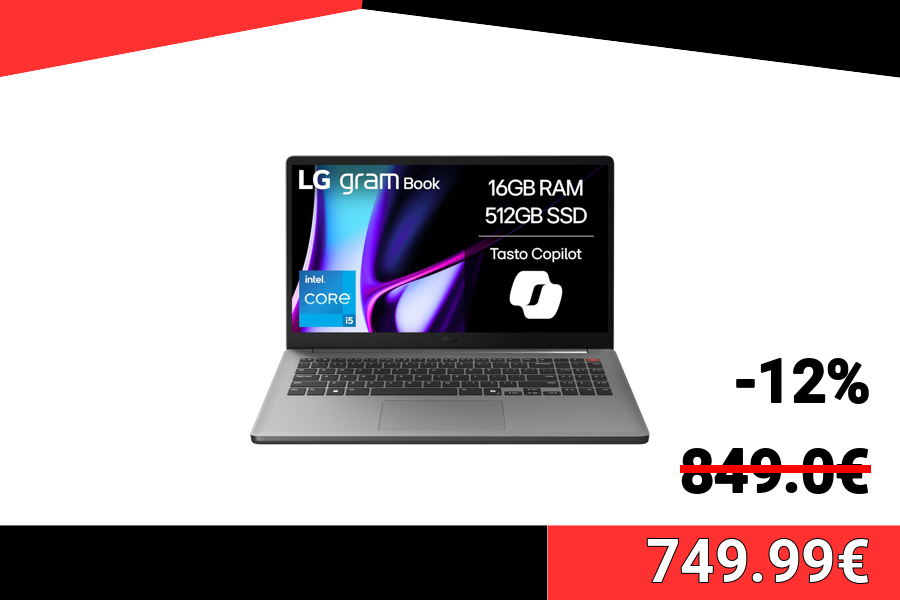 LG gram Book
16GB RAM
512GB SSD
Tasto Copilot
intel.
CORE
i5
-12%
849.0€
749.99€